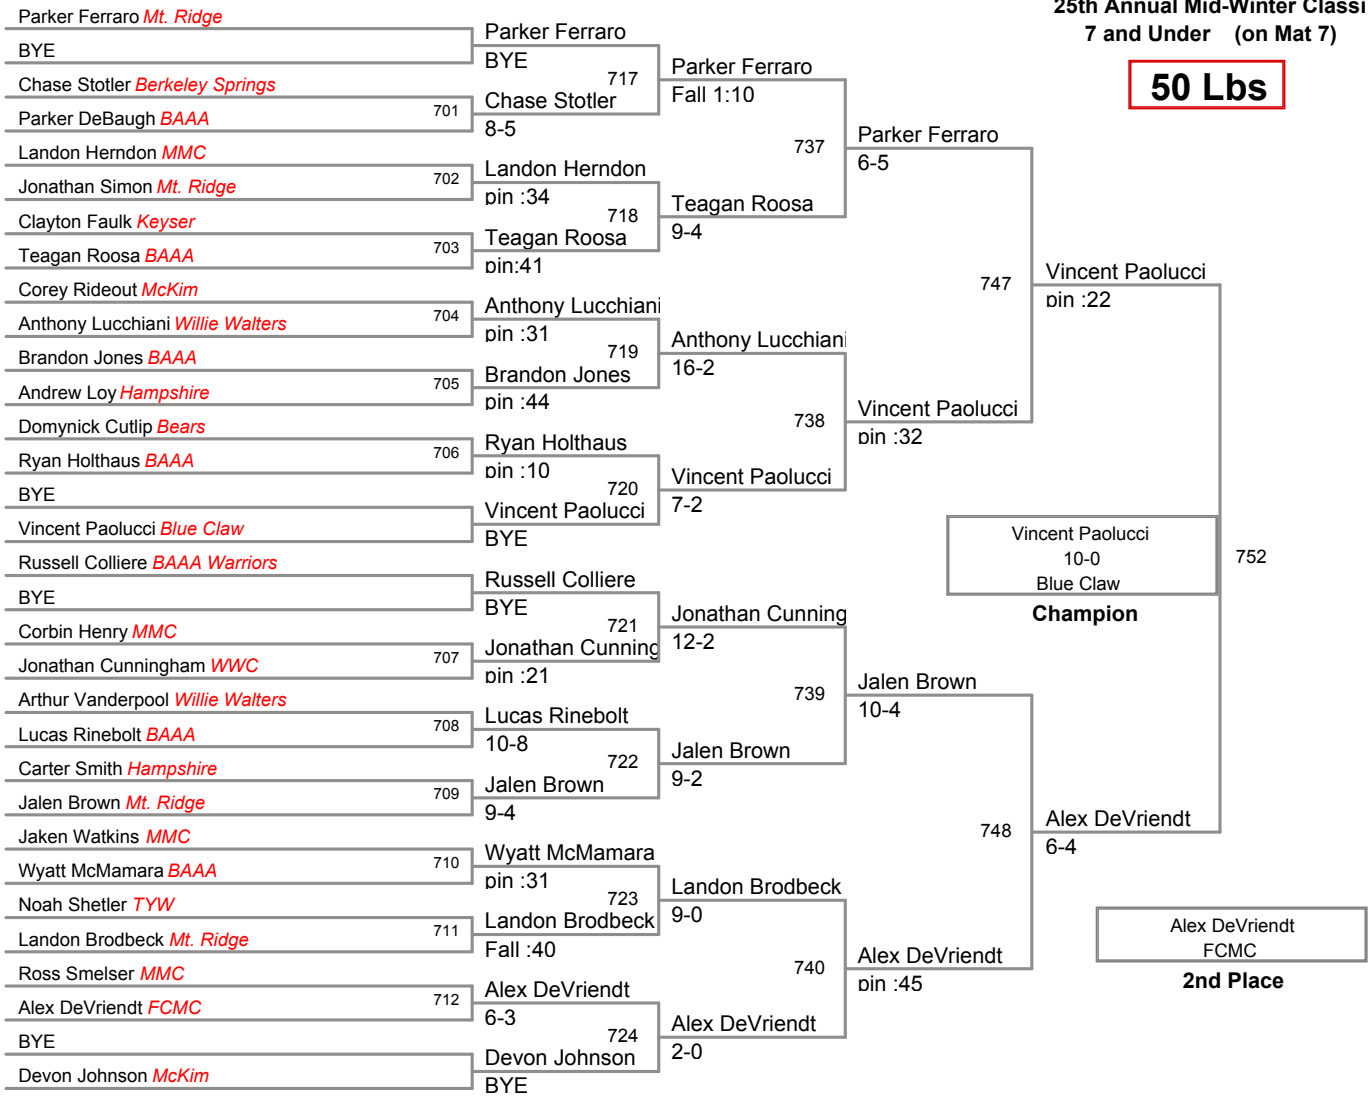 25th Annual Mid-Winter Classi
7 and Under (on Mat 7)
50 Lbs
Parker Ferraro Mt. Ridge
BYE
Chase Stotler Berkeley Springs
Parker DeBaugh BAAA
Landon Herndon MMC
Jonathan Simon Mt. Ridge
Clayton Faulk Keyser
Teagan Roosa BAAA
Corey Rideout McKim
Anthony Lucchiani Willie Walters
Brandon Jones BAAA
Andrew Loy Hampshire
Domynick Cutlip Bears
Ryan Holthaus BAAA
BYE
Vincent Paolucci Blue Claw
Russell Colliere BAAA Warriors
BYE
Corbin Henry MMC
Jonathan Cunningham WWC
Arthur Vanderpool Willie Walters
Lucas Rinebolt BAAA
Carter Smith Hampshire
Jalen Brown Mt. Ridge
Jaken Watkins MMC
Wyatt McMamara BAAA
Noah Shetler TYW
Landon Brodbeck Mt. Ridge
Ross Smelser MMC
Alex DeVriendt FCMC
BYE
Devon Johnson McKim
701
702
703
704
705
706
707
708
709
710
711
712
Parker Ferraro
BYE
Chase Stotler
8-5
Landon Herndon
pin :34
Teagan Roosa
pin:41
Anthony Lucchiani
pin :31
Brandon Jones
pin :44
Ryan Holthaus
pin :10
Vincent Paolucci
BYE
Russell Colliere
BYE
Jonathan Cunning
pin :21
Lucas Rinebolt
10-8
Jalen Brown
9-4
Wyatt McMamara
pin :31
Landon Brodbeck
Fall :40
Alex DeVriendt
6-3
Devon Johnson
BYE
717
718
719
720
721
722
723
724
Parker Ferraro
Fall 1:10
Teagan Roosa
9-4
Anthony Lucchiani
16-2
Vincent Paolucci
7-2
Jonathan Cunning
12-2
Jalen Brown
9-2
Landon Brodbeck
9-0
Alex DeVriendt
2-0
737
738
739
740
Parker Ferraro
6-5
Vincent Paolucci
pin :32
Jalen Brown
10-4
Alex DeVriendt
pin :45
747
748
Vincent Paolucci
pin :22
Alex DeVriendt
6-4
752
Vincent Paolucci
10-0
Blue Claw
Champion
Alex DeVriendt
FCMC
2nd Place